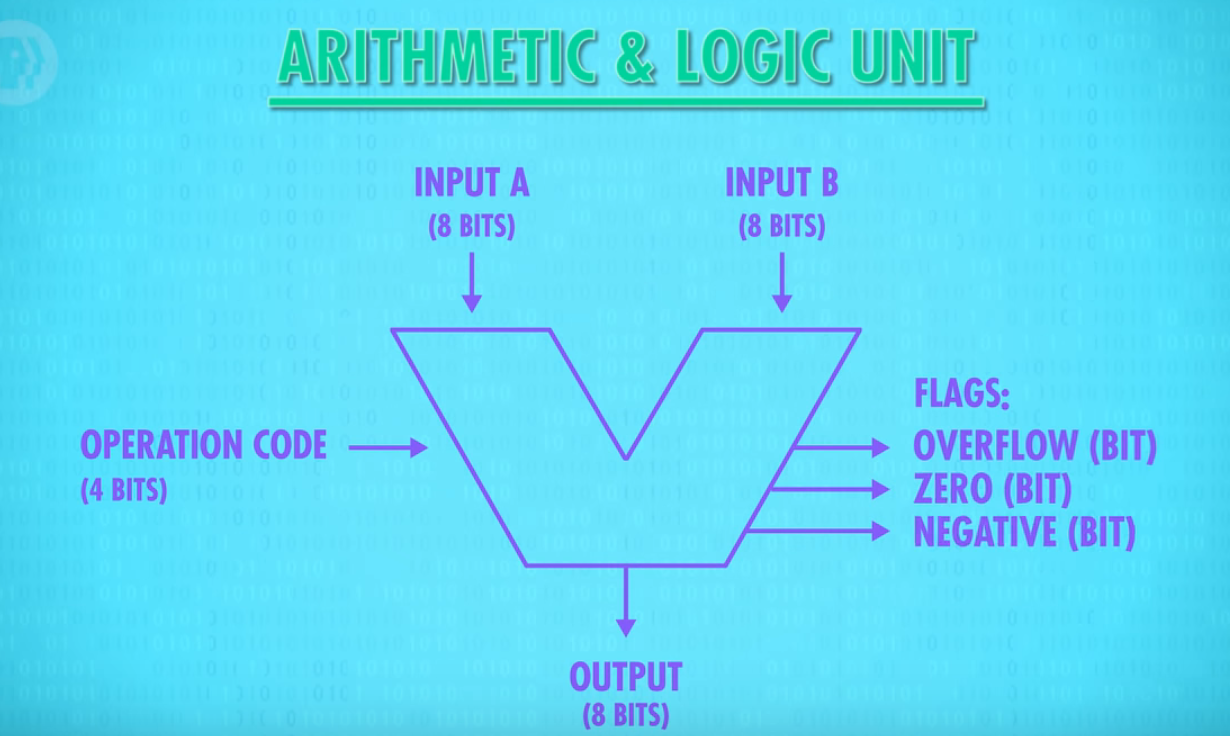 ARITHMETIC & LOGIC UNIT
INPUT A
(8 BITS)
INPUT B
(8 BITS)
OPERATION CODE
(4 BITS)
FLAGS:
OVERFLOW (BIT)
ZERO (BIT)
NEGATIVE (BIT)
OUTPUT
(8 BITS)